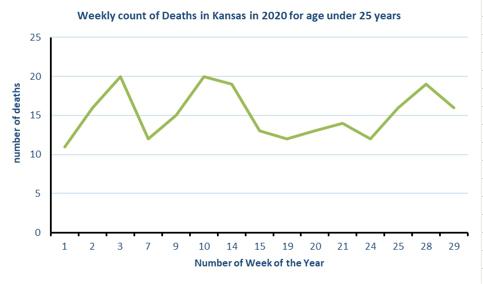 Weekly count of Deaths in Kansas in 2020 for age under 25 years
25
20
15
10
5
0
number of deaths
1 2 3 7 9 10 14 15 19 20 21 24 25 28 29
Number of Week of the Year